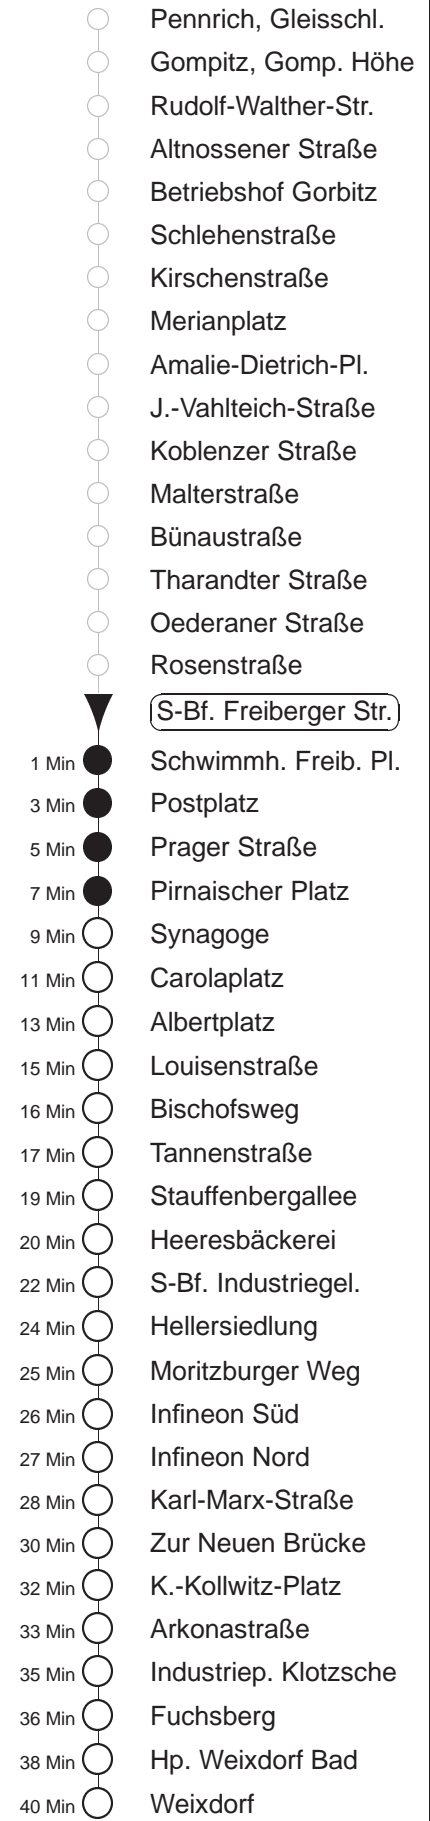 Pennrich, Gleisschl.
Gompitz, Gomp. Höhe
Rudolf-Walther-Str.
Altnossener Straße
Betriebshof Gorbitz
Schlehenstraße
Kirschenstraße
Merianplatz
Amalie-Dietrich-Pl.
J.-Vahlteich-Straße
Koblenzer Straße
Malterstraße
Bünaustraße
Tharandter Straße
Oederaner Straße
Rosenstraße
S-Bf. Freiberger Str.
1 Min Schwimmh. Freib. Pl.
3 Min Postplatz
5 Min Prager Straße
7 Min Pirnaischer Platz
9 Min Synagoge
11 Min Carolaplatz
13 Min Albertplatz
15 Min Louisenstraße
16 Min Bischofsweg
17 Min Tannenstraße
19 Min Stauffenbergallee
20 Min Heeresbäckerei
22 Min S-Bf. Industriegel.
24 Min Hellersiedlung
25 Min Moritzburger Weg
26 Min Infineon Süd
27 Min Infineon Nord
28 Min Karl-Marx-Straße
30 Min Zur Neuen Brücke
32 Min K.-Kollwitz-Platz
33 Min Arkonastraße
35 Min Industriep. Klotzsche
36 Min Fuchsberg
38 Min Hp. Weixdorf Bad
40 Min Weixdorf